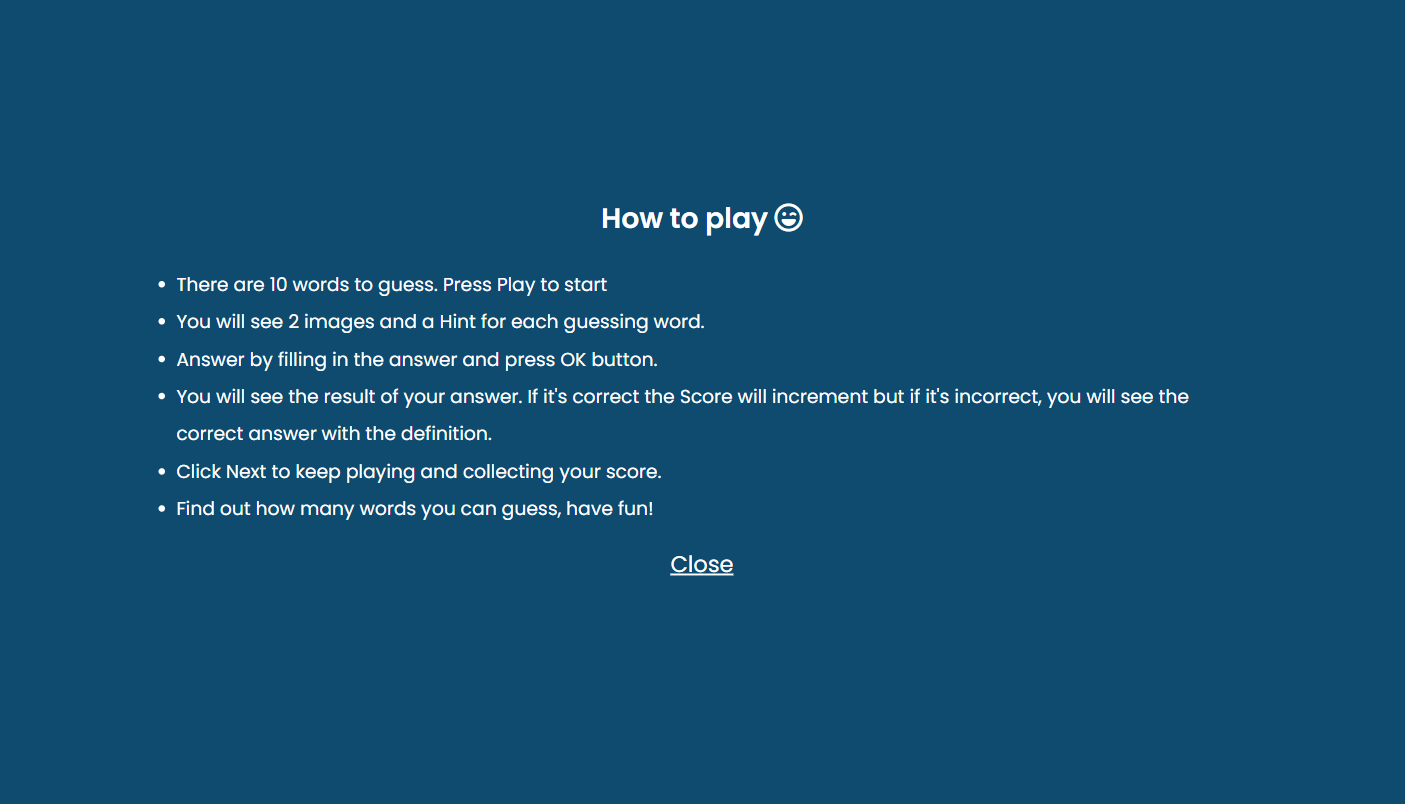 How to play
There are 10 words to guess. Press Play to start
You will see 2 images and a Hint for each guessing word.
Answer by filling in the answer and press OK button.
You will see the result of your answer. If it's correct the Score will increment but if it's incorrect, you will see the
correct answer with the definition.
Click Next to keep playing and collecting your score.
Find out how many words you can guess, have fun!
Close